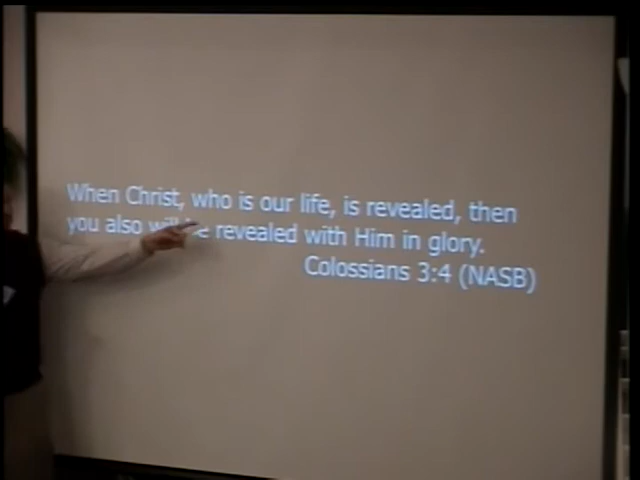 When Christ, who is our life, is revealed, then
you also will be revealed with Him in glory.
Colossians 3:4 (NASB)